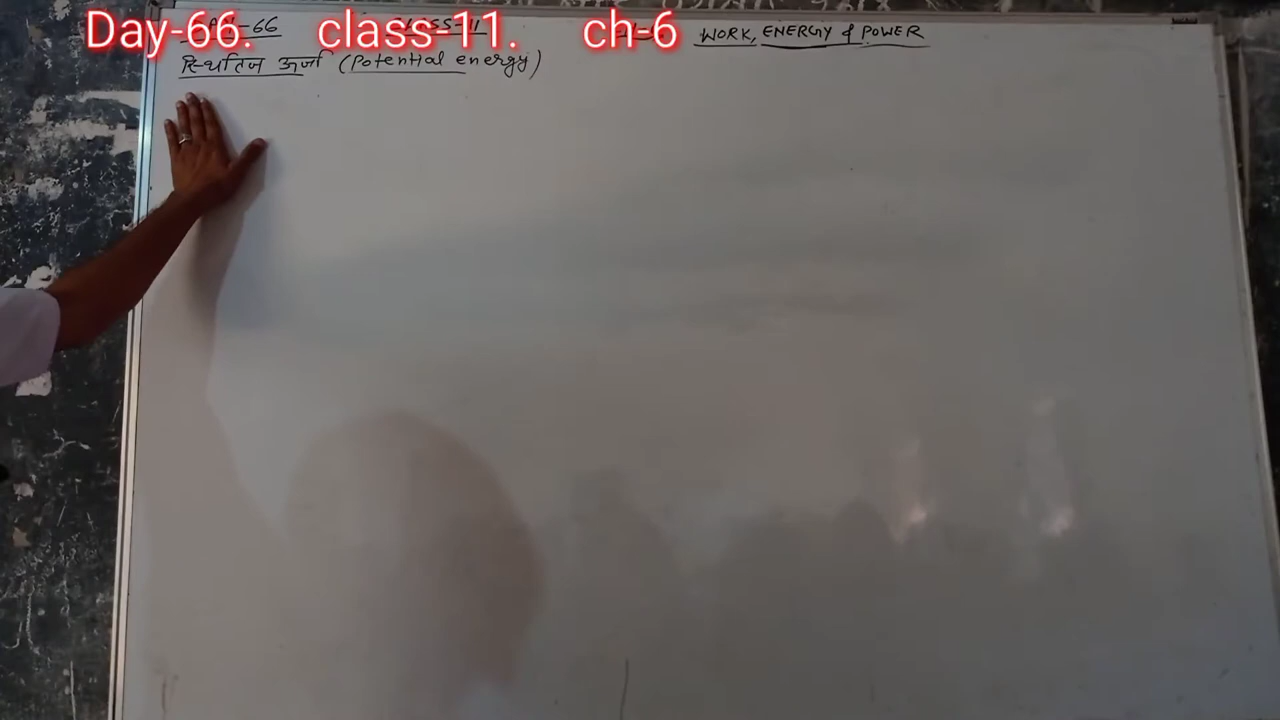 Day-66. class-11. ch-6 WORK, ENERGY & POWER
स्थितिज ऊर्जा (Potential energy)